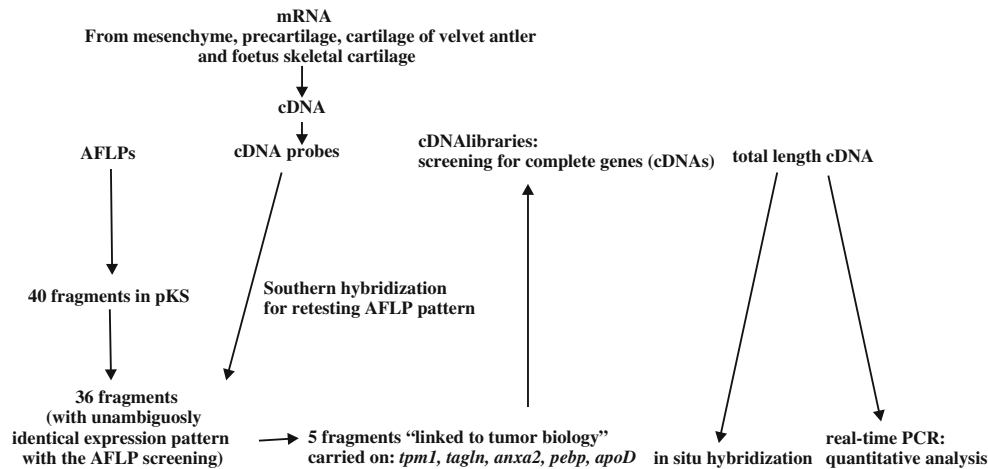 mRNA
From mesenchyme, precartilage, cartilage of velvet antler
and foetus skeletal cartilage
cDNA
AFLPs
cDNA probes
cDNAlibraries:
screening for complete genes (cDNAs)
total length cDNA
40 fragments in pKS
Southern hybridization
for retesting AFLP pattern
36 fragments
(with unambiguously
identical expression pattern
with the AFLP screening)
5 fragments “linked to tumor biology”
carried on: tpm1, tagln, anxa2, pebp, apoD
in situ hybridization
real-time PCR:
quantitative analysis